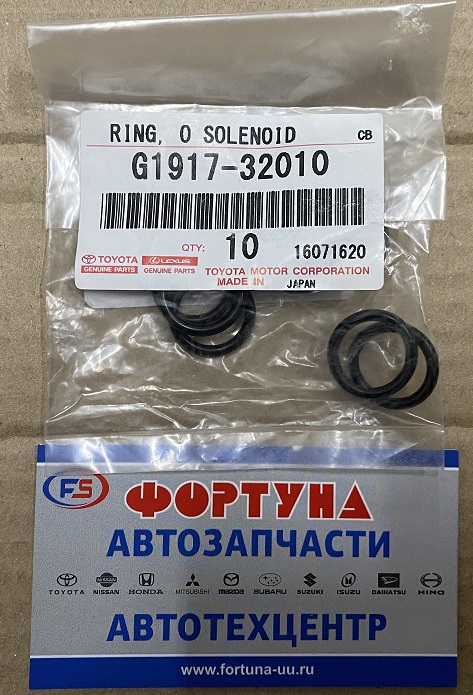 RING, O SOLENOID CB
G1917-32010
QTY: 10 16071620
TOYOTA LEXUS
GENUINE PARTS GENUINE PARTS
TOYOTA MOTOR CORPORATION
MADE IN JAPAN
FS ФОРТУНА
АВТОЗАПЧАСТИ
TOYOTA NISSAN HONDA MITSUBISHI mazda SUBARU SUZUKI ISUZU DAIHATSU HINO
АВТОТЕХЦЕНТР
www.fortuna-uu.ru